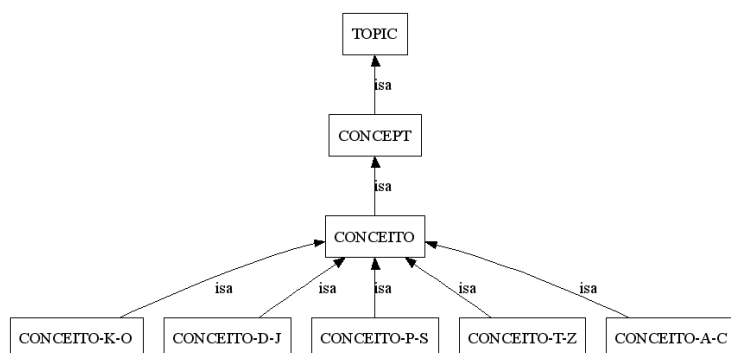 TOPIC
isa
CONCEPT
isa
CONCEITO
isa isa isa isa isa
CONCEITO-K-O CONCEITO-D-J CONCEITO-P-S CONCEITO-T-Z CONCEITO-A-C